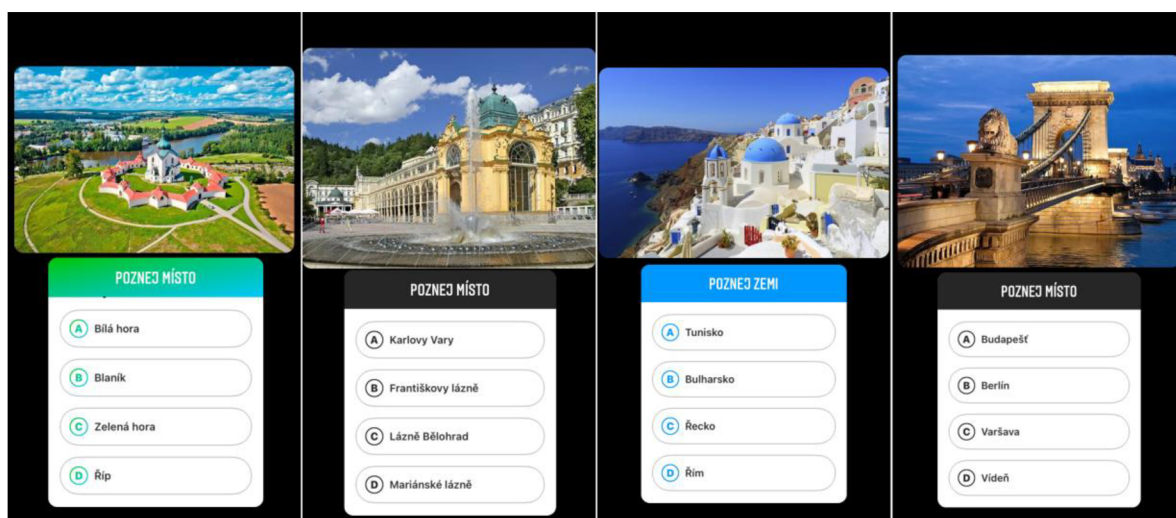 POZNEJ MÍSTO
A Bílá hora
B Blaník
C Zelená hora
D Říp
POZNEJ MÍSTO
A Karlovy Vary
B Františkovy lázně
C Lázně Bělohrad
D Mariánské lázně
POZNEJ ZEMI
A Tunisko
B Bulharsko
C Řecko
D Řím
POZNEJ MÍSTO
A Budapešť
B Berlín
C Varšava
D Vídeň